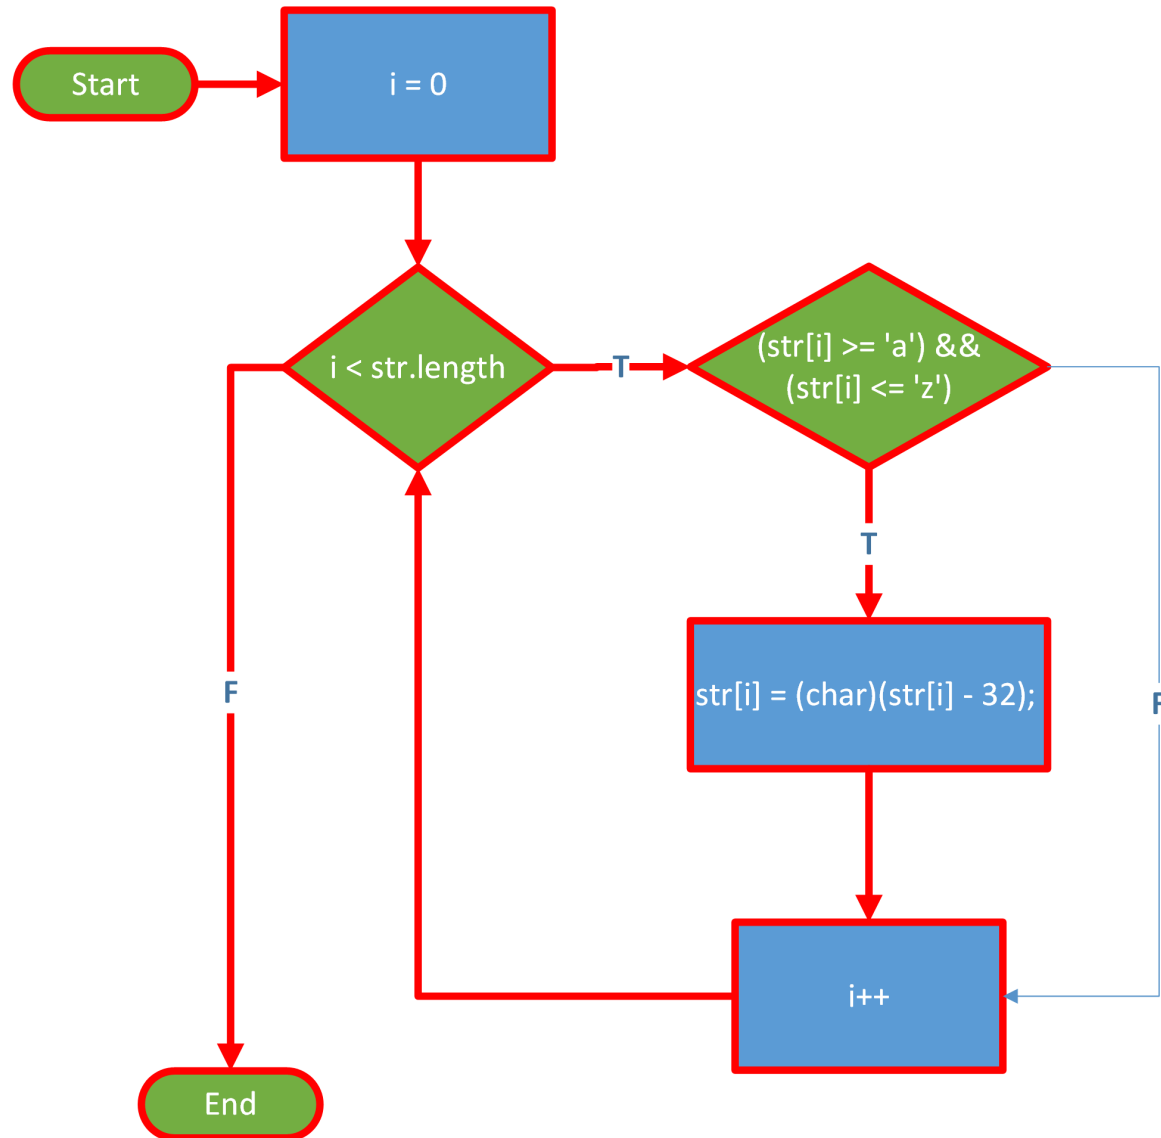 Start
i = 0
i < str.length
T
(str[i] >= 'a') &&
(str[i] <= 'z')
T
F
str[i] = (char)(str[i] - 32);
F
i++
End